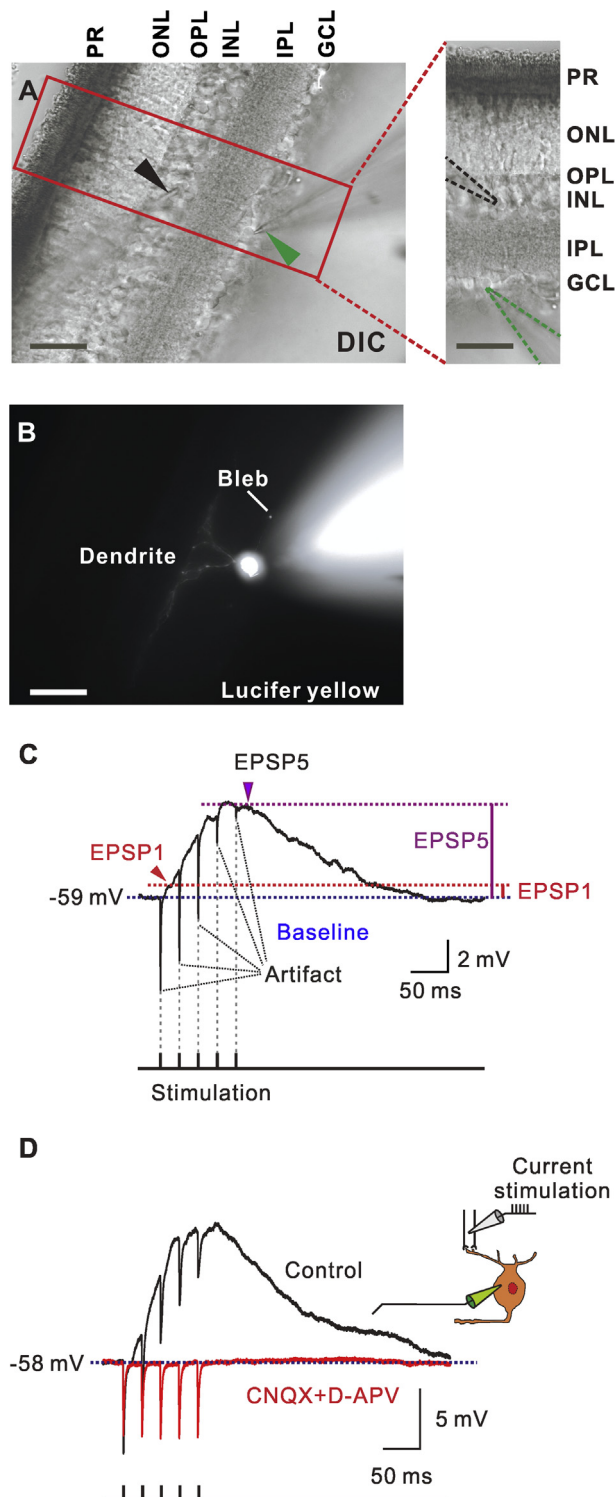 PR
ONL
OPL
INL
IPL
GCL
A
DIC
PR
ONL
OPL
INL
IPL
GCL
B
Bleb
Dendrite
Lucifer yellow
C
EPSP5
EPSP5
EPSP1
EPSP1
-59 mV
Baseline
Artifact
2 mV
50 ms
Stimulation
D
Current
stimulation
Control
-58 mV
CNQX+D-APV
5 mV
50 ms